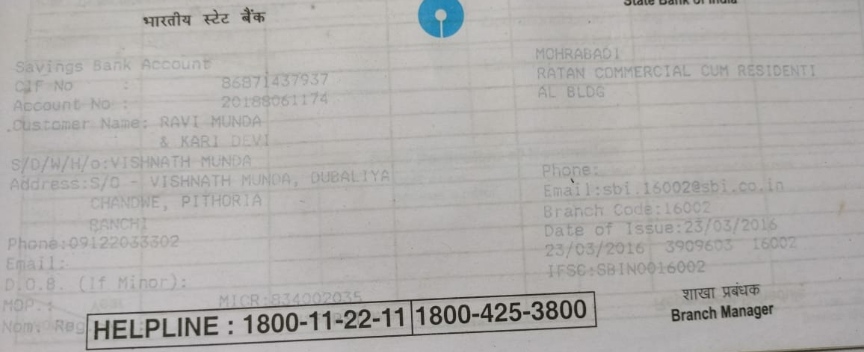 भारतीय स्टेट बैंक
State Bank of India
Savings Bank Account
CIF No : 86871437937
Account No : 20188061174
Customer Name: RAVI MUNDA
& KARI DEVI
S/D/W/H/o:VISHNATH MUNDA
Address:S/O - VISHNATH MUNDA, DUBALIYA
CHANDWE, PITHORIA
RANCHI
Phone:09122033302
Email:
D.O.B. (If Minor):
MOP.:
MICR:834002035
Nom. Reg
MOHRABADI
RATAN COMMERCIAL CUM RESIDENTI
AL BLDG
Phone:
Email:sbi.16002@sbi.co.in
Branch Code:16002
Date of Issue:23/03/2016
23/03/2016 3909603 16002
IFSC:SBIN0016002
शाखा प्रबंधक
Branch Manager
HELPLINE : 1800-11-22-11 1800-425-3800